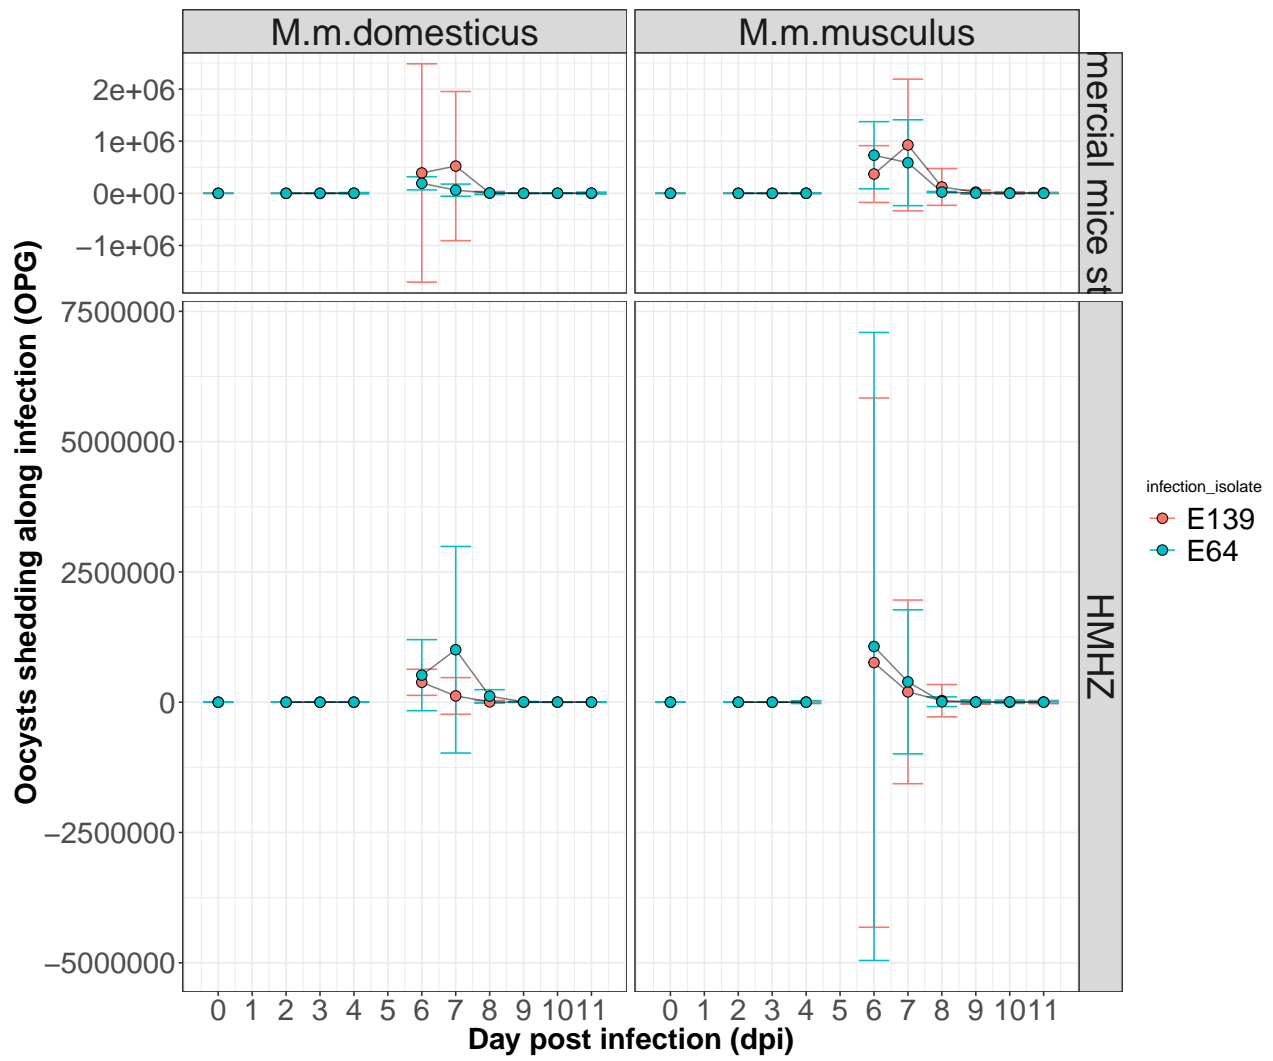 M.m.domesticus
M.m.musculus
2e+06
1e+06
0e+00
−1e+06
mercial mice st
7500000
5000000
2500000
0
−2500000
−5000000
HMHZ
Oocysts shedding along infection (OPG)
0 1 2 3 4 5 6 7 8 9 10 11
0 1 2 3 4 5 6 7 8 9 10 11
Day post infection (dpi)
infection_isolate
E139
E64